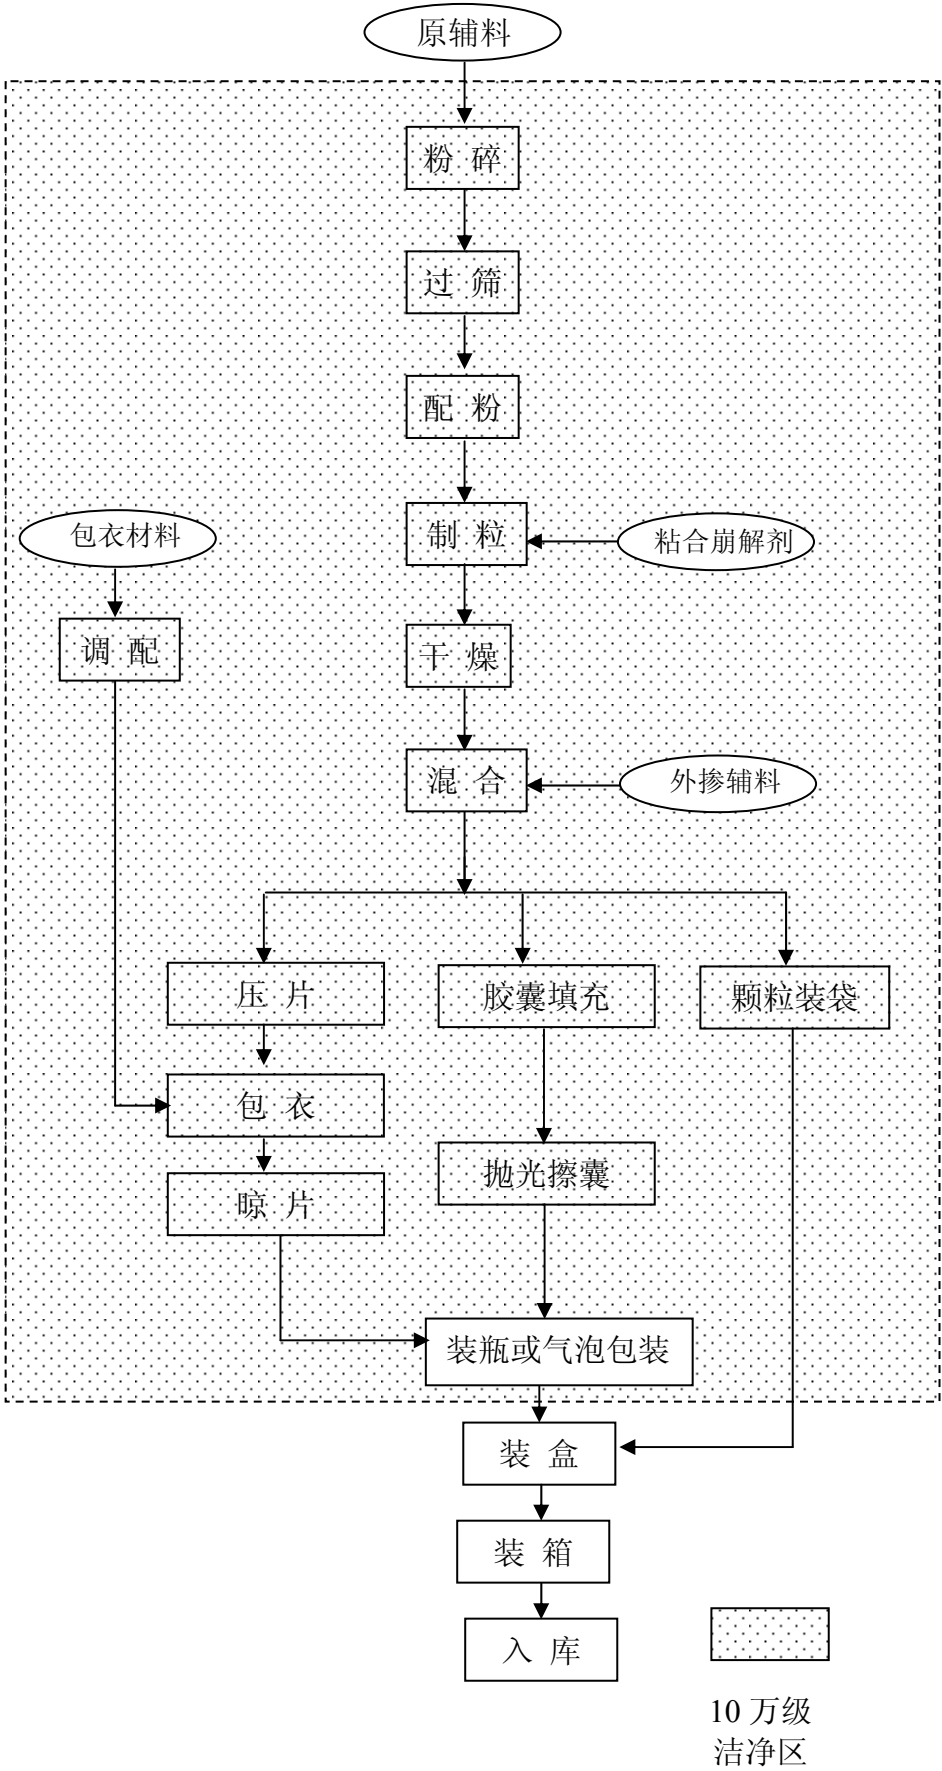 原辅料
粉 碎
过 筛
配 粉
制 粒
粘合崩解剂
包衣材料
调 配
干 燥
混 合
外掺辅料
压 片
胶囊填充
颗粒装袋
包 衣
抛光擦囊
晾 片
装瓶或气泡包装
装 盒
装 箱
入 库
10 万级
洁净区